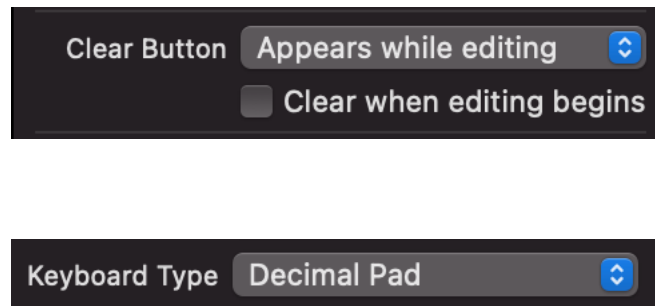 Clear Button Appears while editing
Clear when editing begins
Keyboard Type Decimal Pad